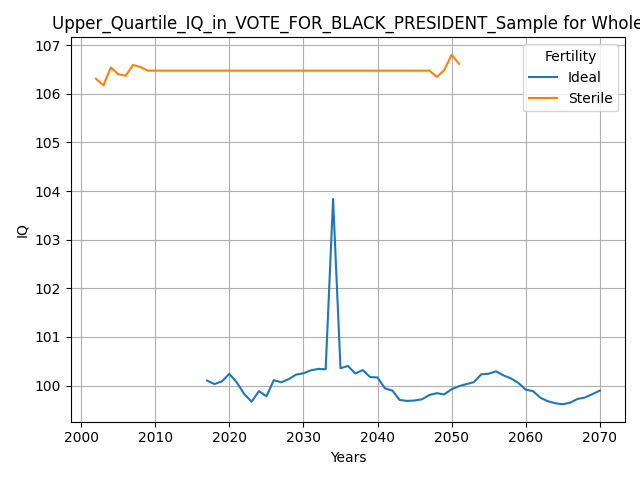 Upper_Quartile_IQ_in_VOTE_FOR_BLACK_PRESIDENT_Sample for Whole
107
106
105
104
103
102
101
100
IQ
Fertility
Ideal
Sterile
2000 2010 2020 2030 2040 2050 2060 2070
Years